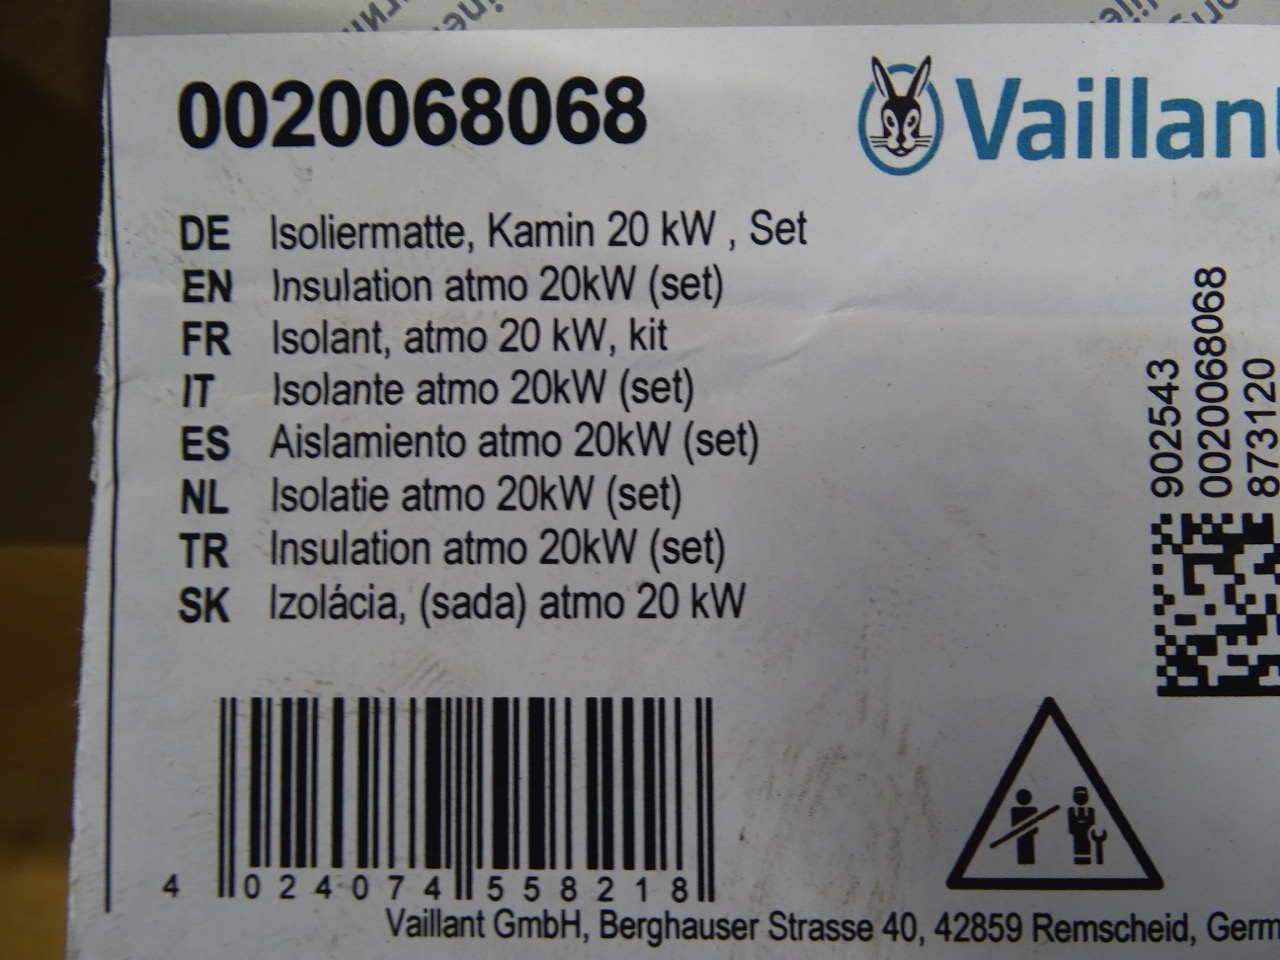 0020068068
Vaillant
DE Isoliermatte, Kamin 20 kW , Set
EN Insulation atmo 20kW (set)
FR Isolant, atmo 20 kW, kit
IT Isolante atmo 20kW (set)
ES Aislamiento atmo 20kW (set)
NL Isolatie atmo 20kW (set)
TR Insulation atmo 20kW (set)
SK Izolácia, (sada) atmo 20 kW
902543
0020068068
873120
4 024074 558218
Vaillant GmbH, Berghauser Strasse 40, 42859 Remscheid, Germ